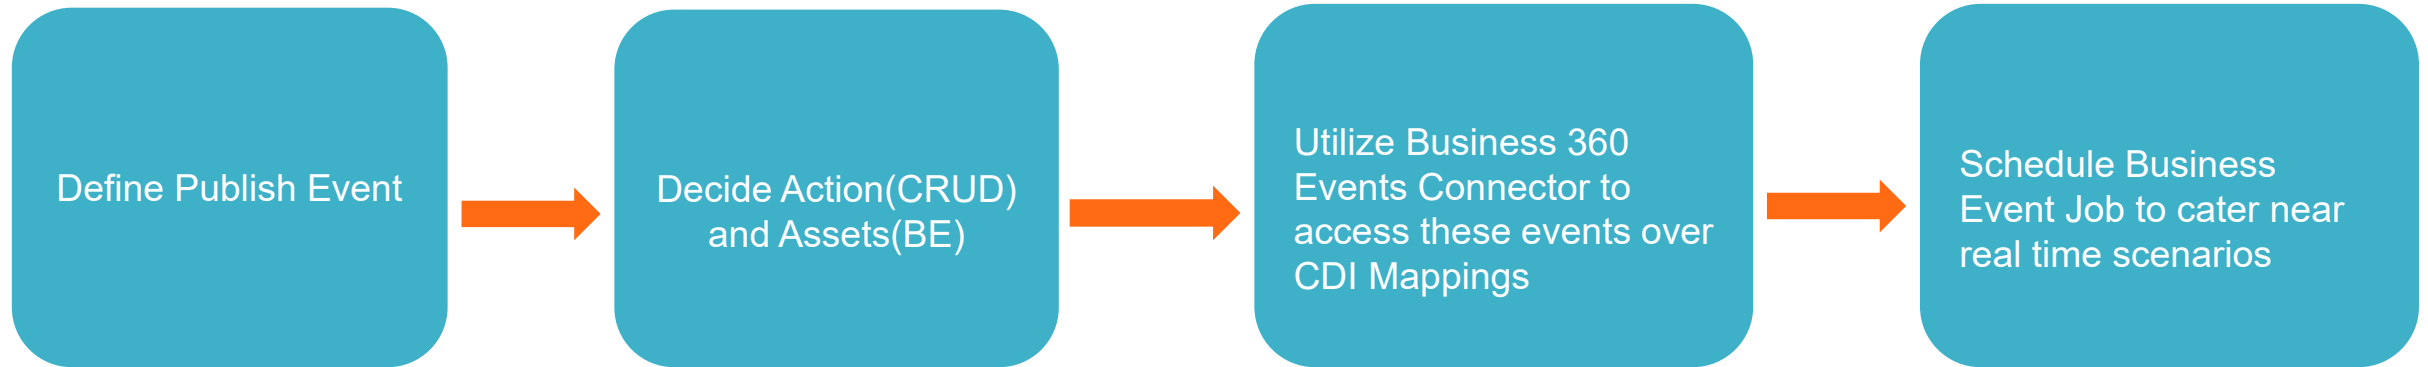 Define Publish Event
Decide Action(CRUD)
and Assets(BE)
Utilize Business 360
Events Connector to
access these events over
CDI Mappings
Schedule Business
Event Job to cater near
real time scenarios